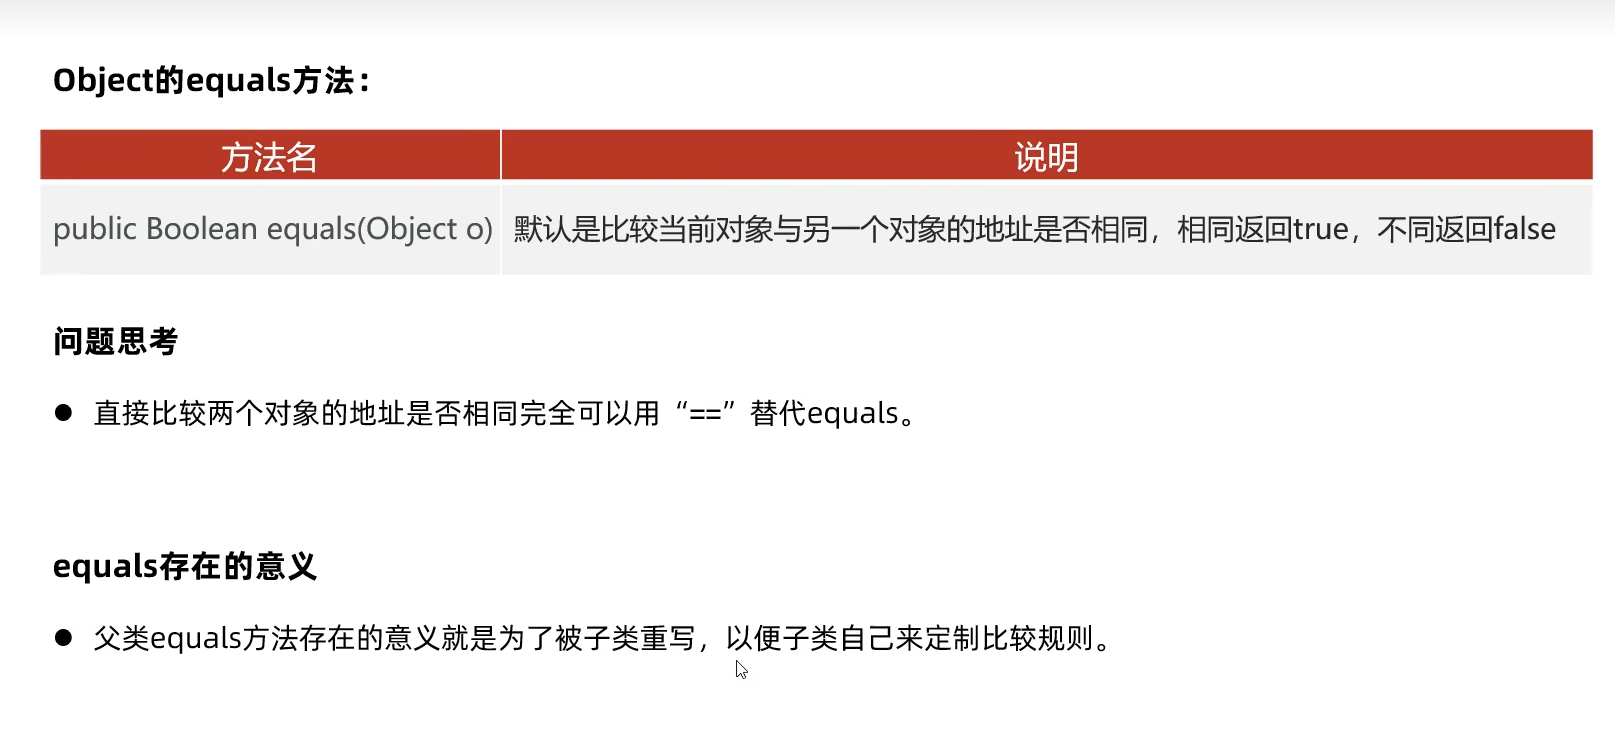 Object的equals方法：
方法名 说明
public Boolean equals(Object o) 默认是比较当前对象与另一个对象的地址是否相同，相同返回true，不同返回false
问题思考
● 直接比较两个对象的地址是否相同完全可以用“==”替代equals。
equals存在的意义
● 父类equals方法存在的意义就是为了被子类重写，以便子类自己来定制比较规则。